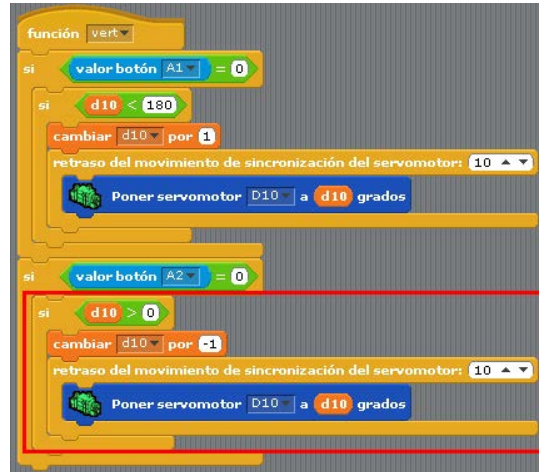 función vert
si valor botón A1 = 0
si d10 < 180
cambiar d10 por 1
retraso del movimiento de sincronización del servomotor: 10
Poner servomotor D10 a d10 grados
si valor botón A2 = 0
si d10 > 0
cambiar d10 por -1
retraso del movimiento de sincronización del servomotor: 10
Poner servomotor D10 a d10 grados